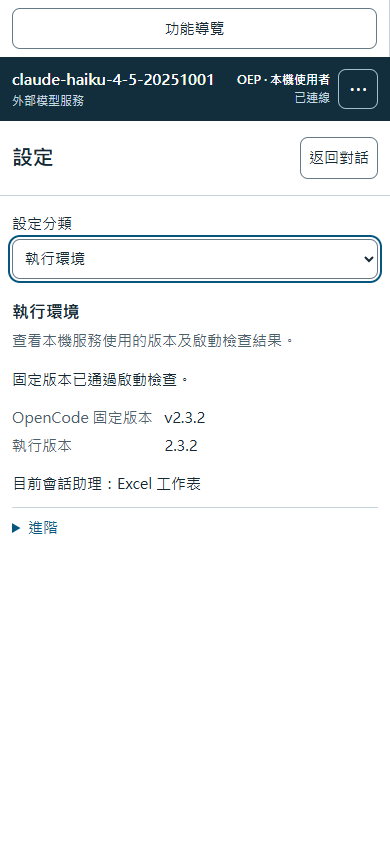 功能導覽
claude-haiku-4-5-20251001
外部模型服務
OEP · 本機使用者
已連線
···
設定
返回對話
設定分類
執行環境
執行環境
查看本機服務使用的版本及啟動檢查結果。
固定版本已通過啟動檢查。
OpenCode 固定版本 v2.3.2
執行版本 2.3.2
目前會話助理：Excel 工作表
進階